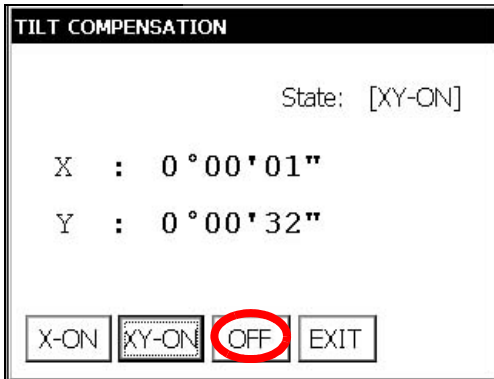 TILT COMPENSATION
State: [XY-ON]
X : 0°00'01"
Y : 0°00'32"
X-ON XY-ON OFF EXIT